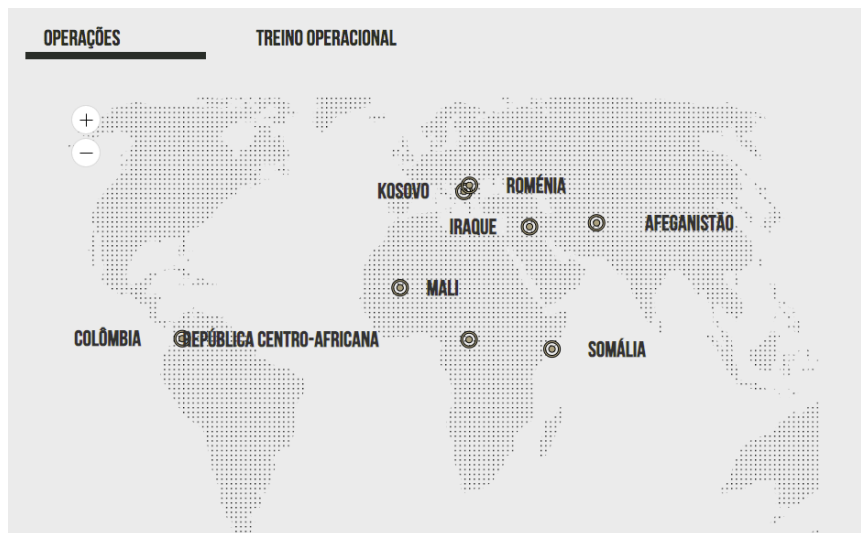 OPERAÇÕES
TREINO OPERACIONAL
+
−
KOSOVO
ROMÉNIA
IRAQUE
AFEGANISTÃO
MALI
COLÔMBIA
REPÚBLICA CENTRO-AFRICANA
SOMÁLIA